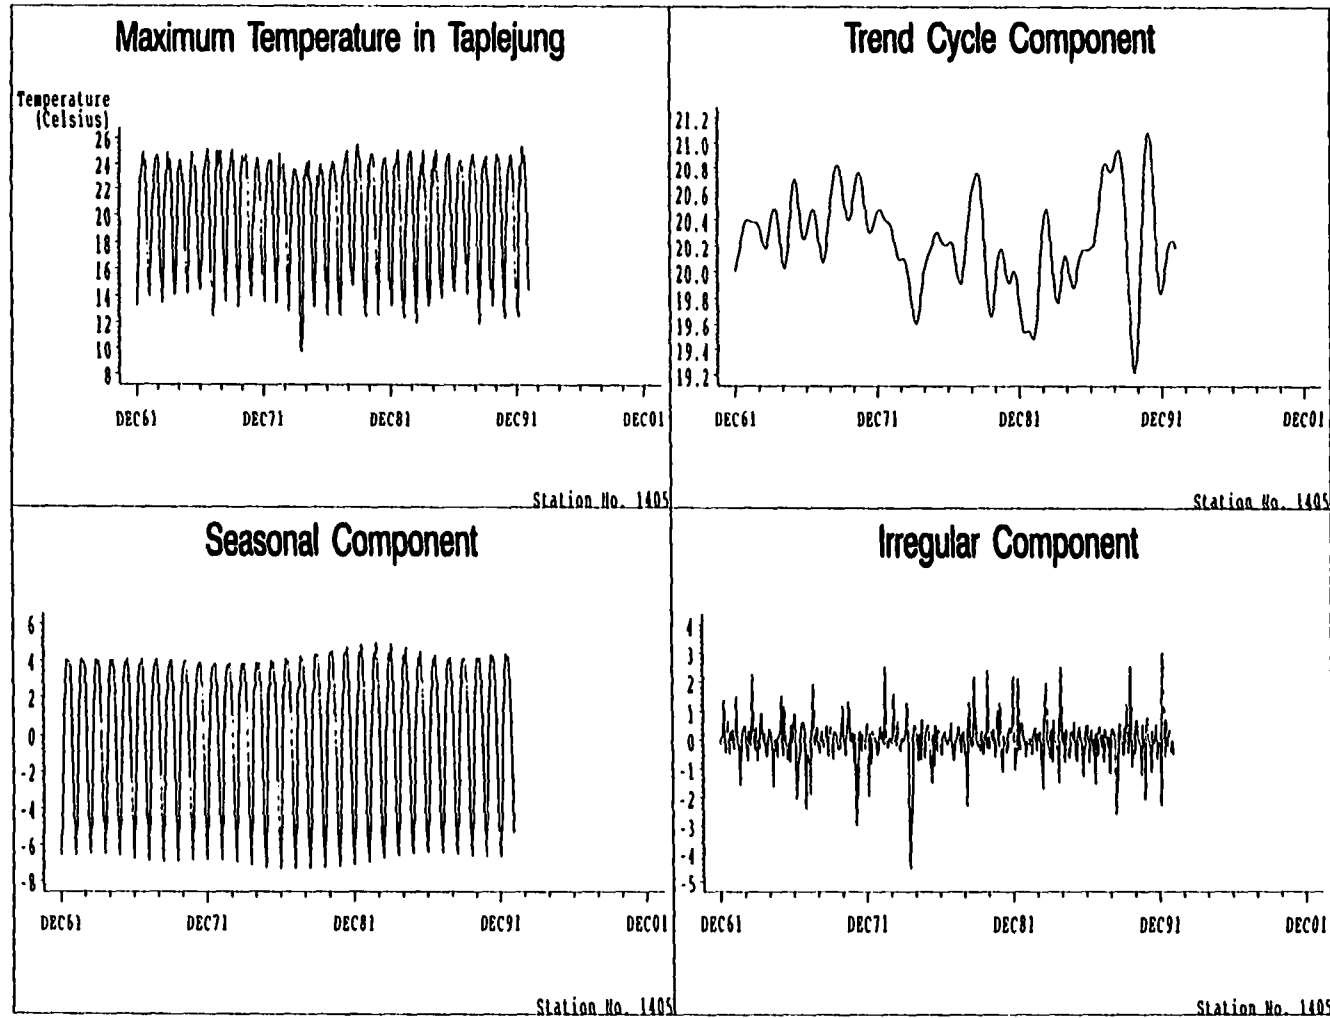 Maximum Temperature in Taplejung
Temperature
(Celsius)
26
24
22
20
18
16
14
12
10
8
DEC61 DEC71 DEC81 DEC91 DEC01
Station No. 1405
Trend Cycle Component
21.2
21.0
20.8
20.6
20.4
20.2
20.0
19.8
19.6
19.4
19.2
DEC61 DEC71 DEC81 DEC91 DEC01
Station No. 1405
Seasonal Component
6
4
2
0
-2
-4
-6
-8
DEC61 DEC71 DEC81 DEC91 DEC01
Station No. 1405
Irregular Component
4
3
2
1
0
-1
-2
-3
-4
-5
DEC61 DEC71 DEC81 DEC91 DEC01
Station No. 1405